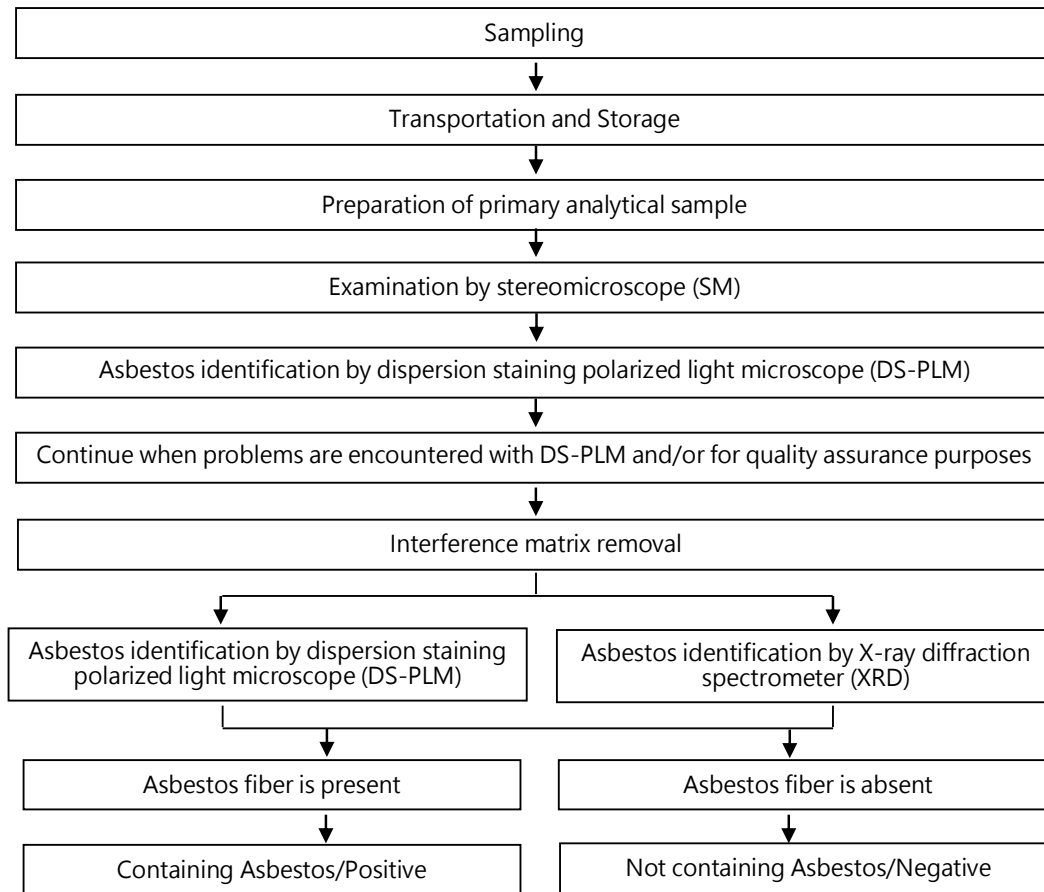 Sampling
Transportation and Storage
Preparation of primary analytical sample
Examination by stereomicroscope (SM)
Asbestos identification by dispersion staining polarized light microscope (DS-PLM)
Continue when problems are encountered with DS-PLM and/or for quality assurance purposes
Interference matrix removal
Asbestos identification by dispersion staining
polarized light microscope (DS-PLM)
Asbestos identification by X-ray diffraction
spectrometer (XRD)
Asbestos fiber is present
Asbestos fiber is absent
Containing Asbestos/Positive
Not containing Asbestos/Negative